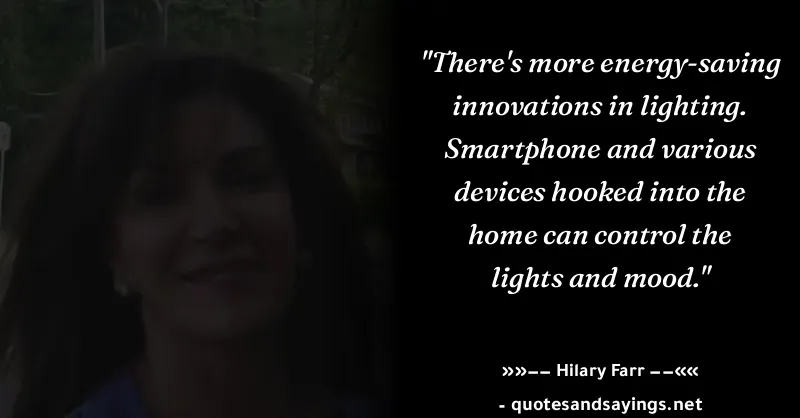 "There's more energy-saving
innovations in lighting.
Smartphone and various
devices hooked into the
home can control the
lights and mood."
»»−− Hilary Farr −−««
- quotesandsayings.net